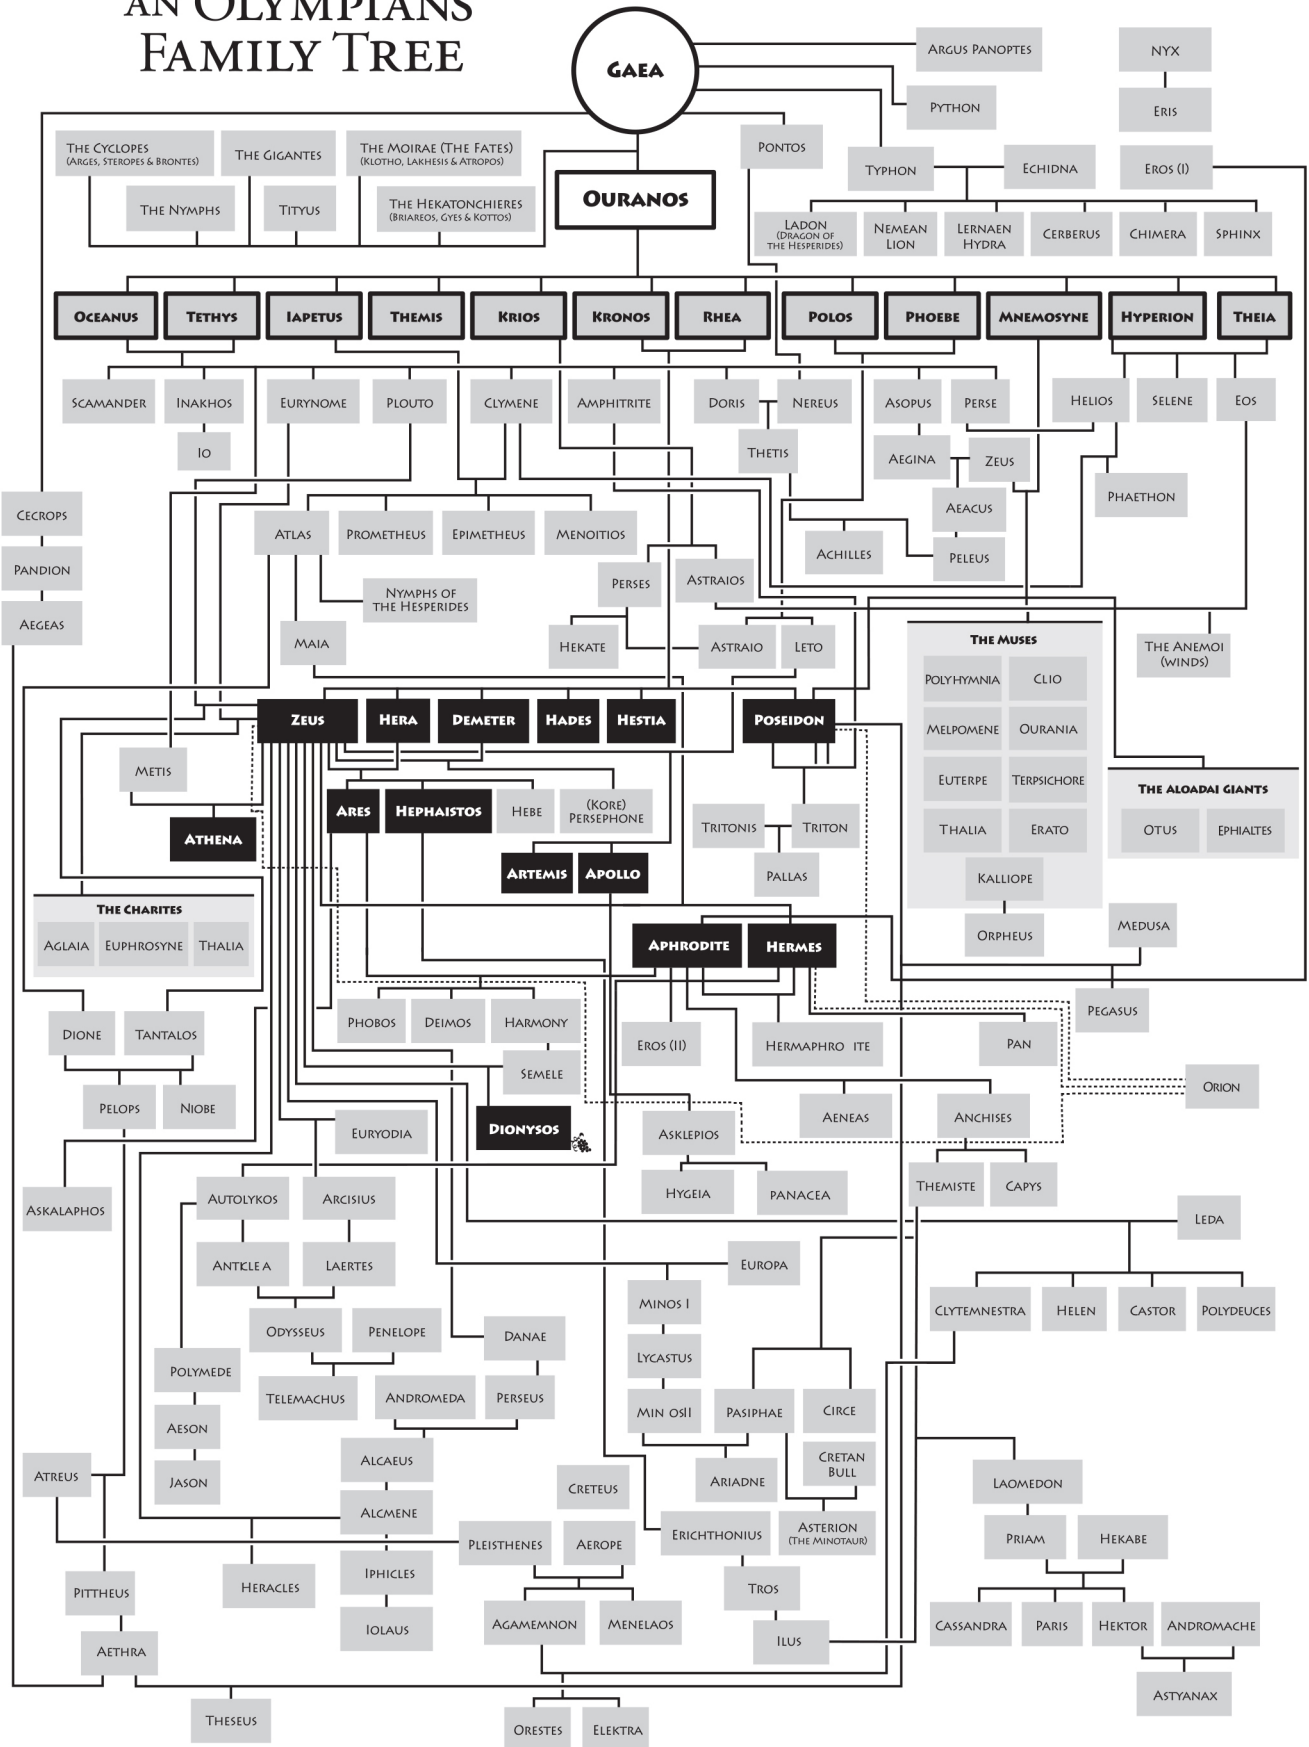 AN OLYMPIANS
FAMILY TREE
GAEA
ARGUS PANOPTES
NYX
PYTHON
ERIS
THE CYCLOPES
(ARGES, STEROPES & BRONTES)
THE GIGANTES
THE MOIRAE (THE FATES)
(KLOTHO, LAKHESIS & ATROPOS)
PONTOS
TYPHON
ECHIDNA
EROS (I)
THE NYMPHS
TITYUS
THE HEKATONCHIERES
(BRIAREOS, GYES & KOTTOS)
OURANOS
LADON
(DRAGON OF
THE HESPERIDES)
NEMEAN
LION
LERNAEN
HYDRA
CERBERUS
CHIMERA
SPHINX
OCEANUS
TETHYS
IAPETUS
THEMIS
KRIOS
KRONOS
RHEA
POLOS
PHOEBE
MNEMOSYNE
HYPERION
THEIA
SCAMANDER
INAKHOS
EURYNOME
PLOUTO
CLYMENE
AMPHITRITE
DORIS
NEREUS
ASOPUS
PERSE
HELIOS
SELENE
EOS
IO
THETIS
AEGINA
ZEUS
PHAETHON
CECROPS
AEACUS
ATLAS
PROMETHEUS
EPIMETHEUS
MENOITIOS
ACHILLES
PELEUS
PANDION
PERSES
ASTRAIOS
NYMPHS OF
THE HESPERIDES
AEGEAS
MAIA
HEKATE
ASTRAIO
LETO
THE ANEMOI
(WINDS)
THE MUSES
POLYHYMNIA
CLIO
MELPOMENE
OURANIA
EUTERPE
TERPSICHORE
THALIA
ERATO
KALLIOPE
ORPHEUS
ZEUS
HERA
DEMETER
HADES
HESTIA
POSEIDON
METIS
ATHENA
ARES
HEPHAISTOS
HEBE
(KORE)
PERSEPHONE
TRITONIS
TRITON
PALLAS
THE ALOADAI GIANTS
OTUS
EPHIALTES
ARTEMIS
APOLLO
THE CHARITES
AGLAIA
EUPHROSYNE
THALIA
APHRODITE
HERMES
MEDUSA
PEGASUS
DIONE
TANTALOS
PHOBOS
DEIMOS
HARMONY
EROS (II)
HERMAPHRO ITE
PAN
SEMELE
ORION
PELOPS
NIOBE
DIONYSOS
EURYODIA
ASKLEPIOS
AENEAS
ANCHISES
ASKALAPHOS
AUTOLYKOS
ARCISIUS
HYGEIA
PANACEA
THEMISTE
CAPYS
LEDA
ANTICLE A
LAERTES
EUROPA
MINOS I
CLYTEMNESTRA
HELEN
CASTOR
POLYDEUCES
ODYSSEUS
PENELOPE
DANAE
LYCASTUS
POLYMEDE
TELEMACHUS
ANDROMEDA
PERSEUS
MIN OSII
PASIPHAE
CIRCE
AESON
ALCAEUS
CRETAN
BULL
ATREUS
JASON
CRETEUS
ARIADNE
LAOMEDON
ALCMENE
PLEISTHENES
AEROPE
ERICHTHONIUS
ASTERION
(THE MINOTAUR)
PRIAM
HEKABE
PITTHEUS
HERACLES
IPHICLES
TROS
IOLAUS
AGAMEMNON
MENELAOS
ILUS
CASSANDRA
PARIS
HEKTOR
ANDROMACHE
AETHRA
ASTYANAX
THESEUS
ORESTES
ELEKTRA